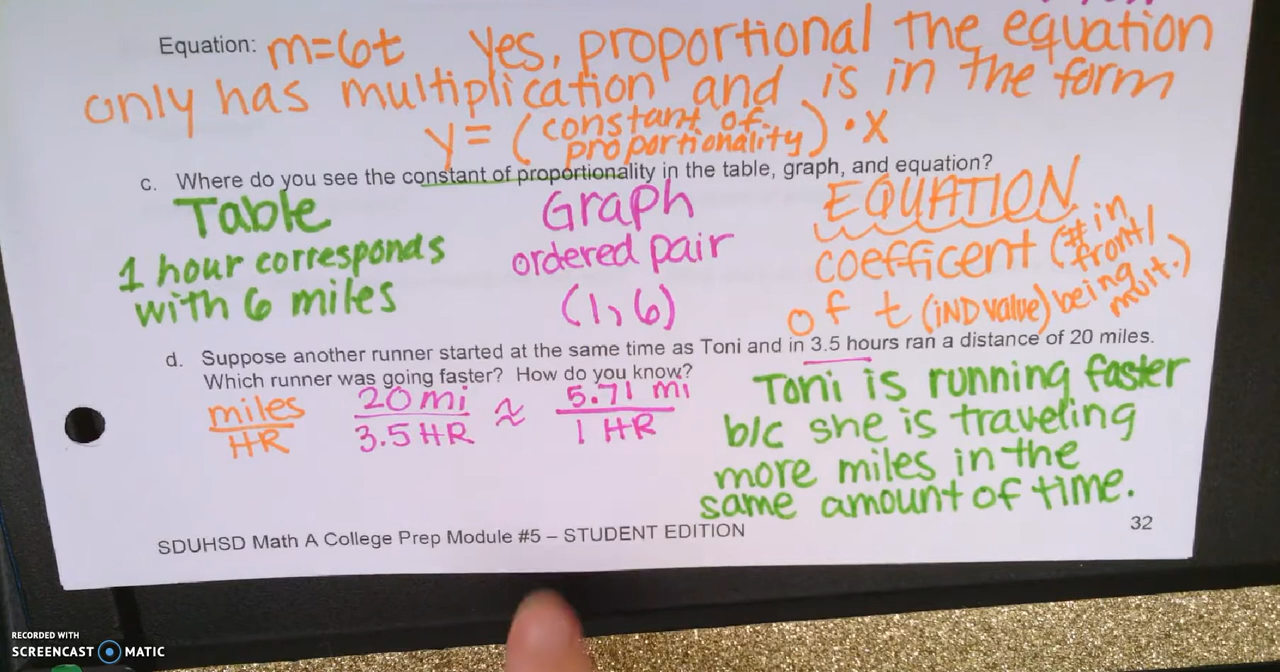 Equation: m=6t Yes, proportional the equation
only has multiplication and is in the form
y = (constant of proportionality) • x
c. Where do you see the constant of proportionality in the table, graph, and equation?
Table
1 hour corresponds
with 6 miles
Graph
ordered pair
(1,6)
EQUATION
coefficent (# in front/
of t (IND value) being mult.)
d. Suppose another runner started at the same time as Toni and in 3.5 hours ran a distance of 20 miles.
Which runner was going faster? How do you know?
miles
HR
20 mi
3.5 HR
≈
5.71 mi
1 HR
Toni is running faster
b/c she is traveling
more miles in the
same amount of time.
SDUHSD Math A College Prep Module #5 – STUDENT EDITION
32
RECORDED WITH
SCREENCAST MATIC